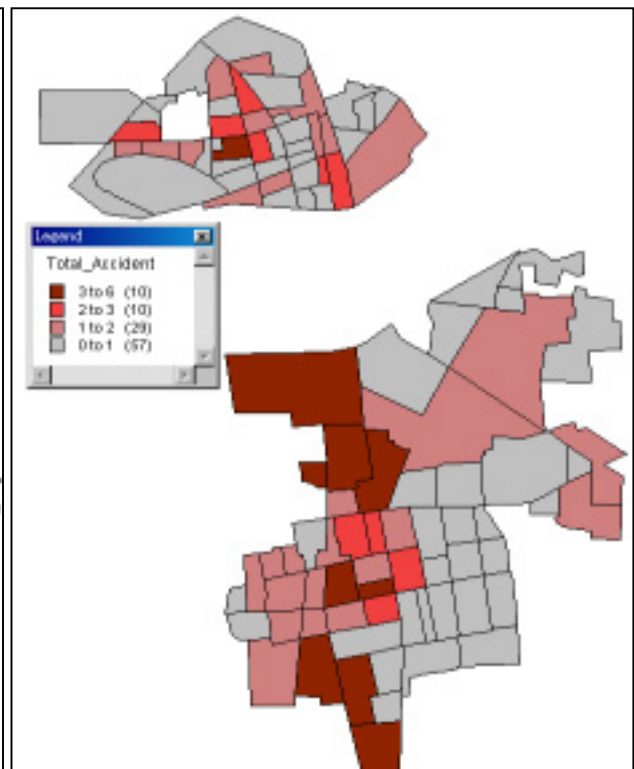 Legend
Total_Accident
3 to 6 (10)
2 to 3 (10)
1 to 2 (29)
0 to 1 (57)